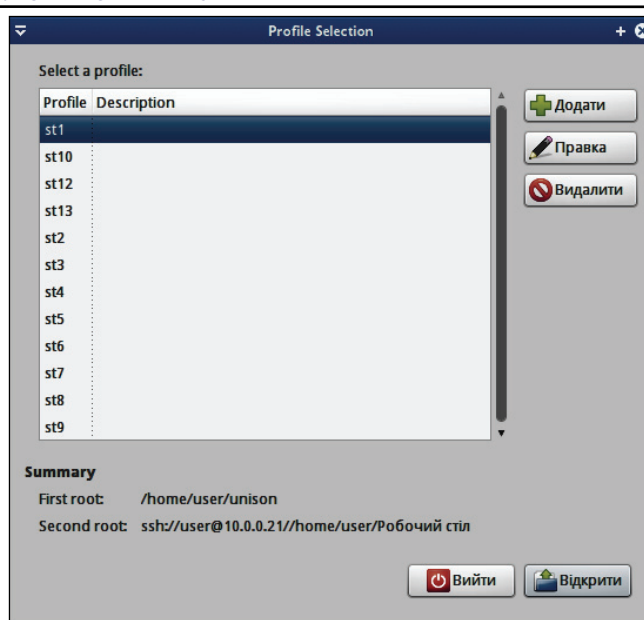 Profile Selection
Select a profile:
Profile Description
st1
st10
st12
st13
st2
st3
st4
st5
st6
st7
st8
st9
Додати
Правка
Видалити
Summary
First root: /home/user/unison
Second root: ssh://user@10.0.0.21//home/user/Робочий стіл
Вийти
Відкрити